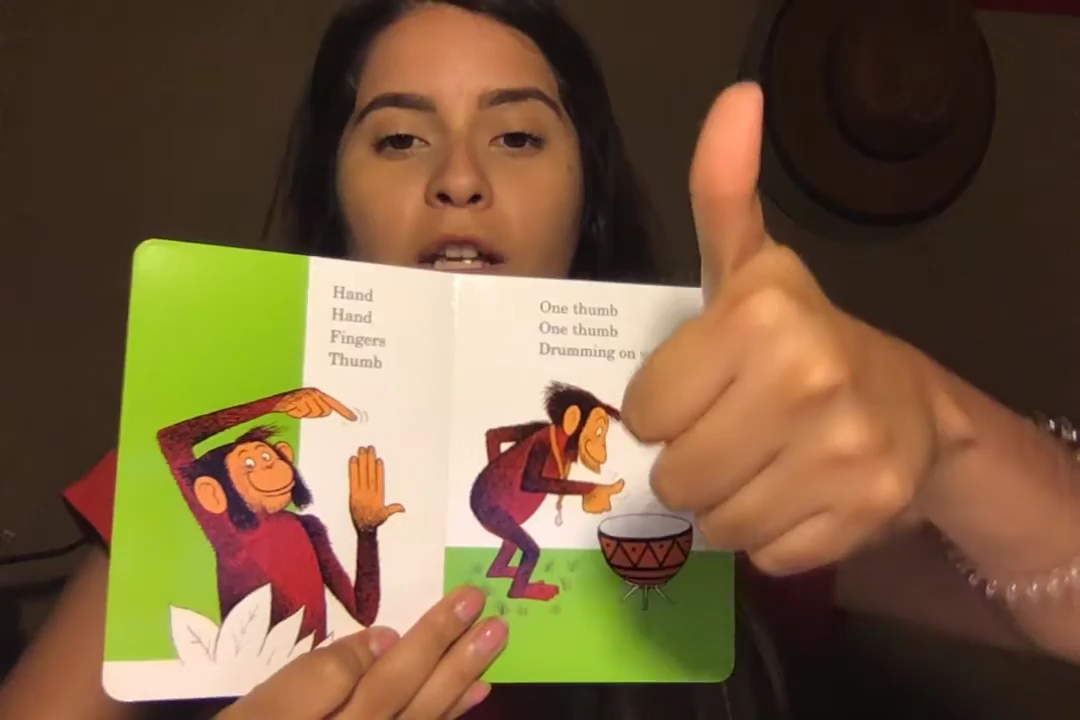 Hand
Hand
Fingers
Thumb
One thumb
One thumb
Drumming on